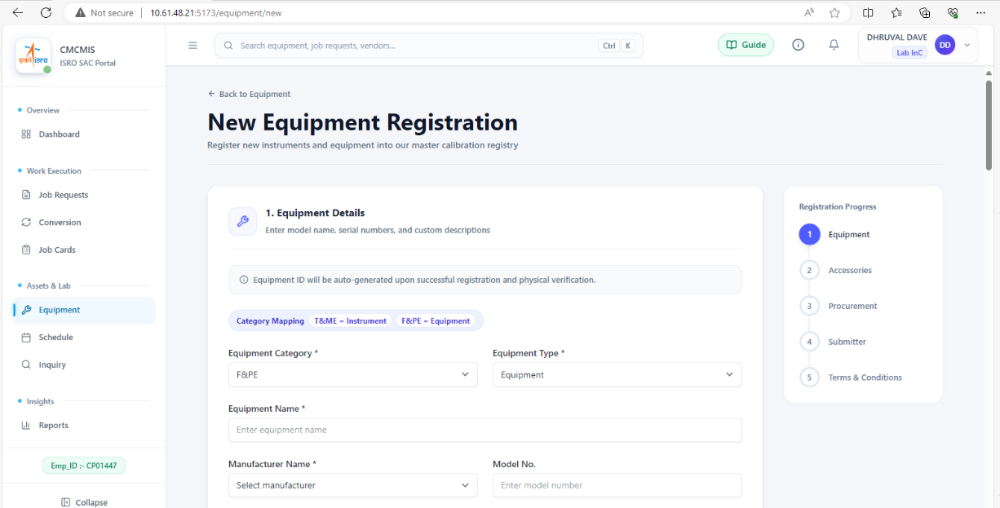 Not secure
10.61.48.21:5173/equipment/new
CMCMIS
ISRO SAC Portal
Search equipment, job requests, vendors...
Ctrl K
Guide
DHRUVAL DAVE
Lab InC
DD
Overview
Dashboard
Work Execution
Job Requests
Conversion
Job Cards
Assets & Lab
Equipment
Schedule
Inquiry
Insights
Reports
Emp_ID :- CP01447
Collapse
Back to Equipment
New Equipment Registration
Register new instruments and equipment into our master calibration registry
1. Equipment Details
Enter model name, serial numbers, and custom descriptions
Equipment ID will be auto-generated upon successful registration and physical verification.
Category Mapping T&ME = Instrument F&PE = Equipment
Equipment Category * Equipment Type *
F&PE Equipment
Equipment Name *
Enter equipment name
Manufacturer Name * Model No.
Select manufacturer Enter model number
Registration Progress
1 Equipment
2 Accessories
3 Procurement
4 Submitter
5 Terms & Conditions